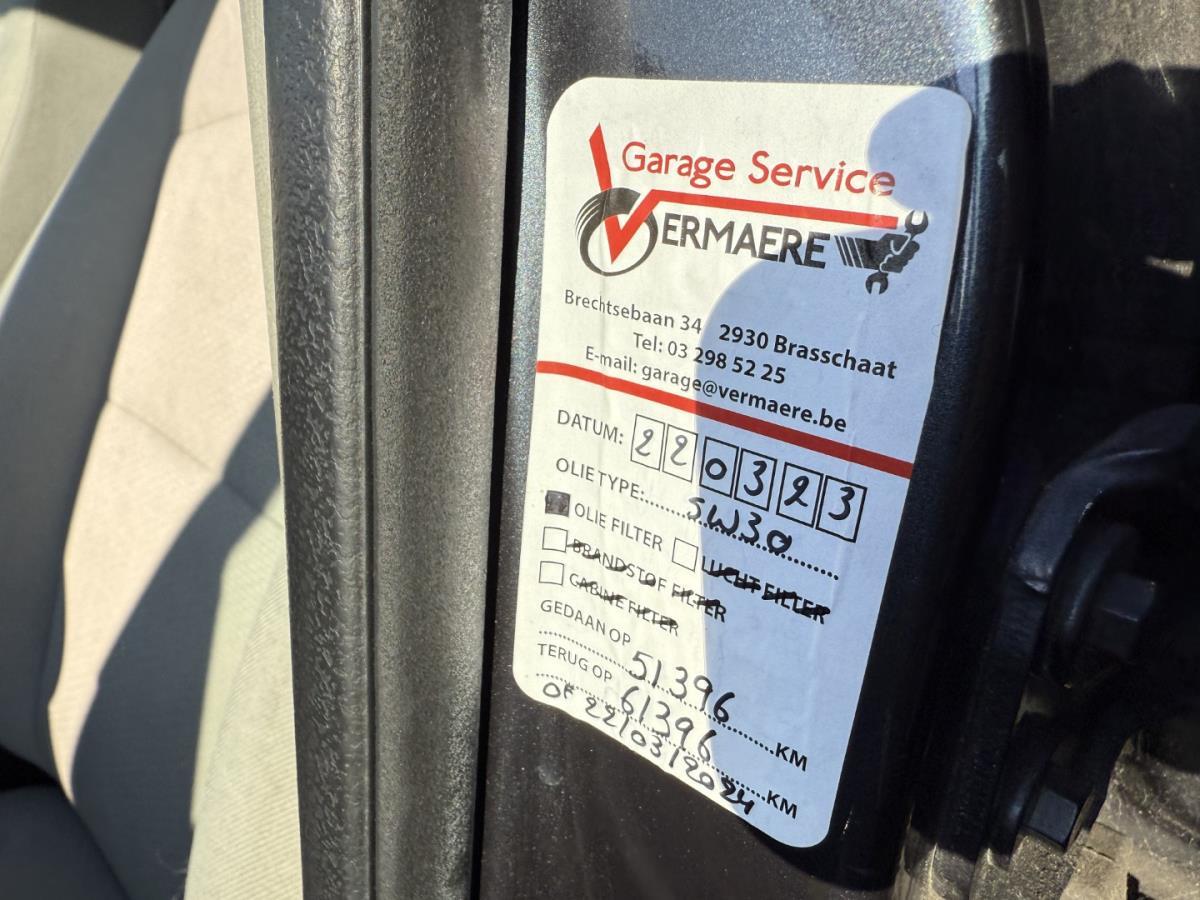 Garage Service
VERMAERE
Brechtsebaan 34 2930 Brasschaat
Tel: 03 298 52 25
E-mail: garage@vermaere.be
DATUM: 220323
OLIE TYPE: 5W30
OLIE FILTER LUCHT FILTER
BRANDSTOF FILTER
CABINE FILTER
GEDAAN OP
51.396 KM
TERUG OP
61396 KM
OF 22/03/2024